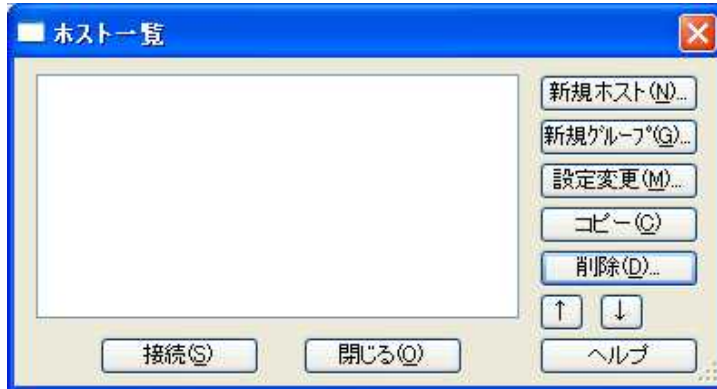 ホスト一覧
新規ホスト(N)...
新規ｸﾞﾙｰﾌﾟ(G)...
設定変更(M)...
コピー(C)
削除(D)...
↑ ↓
接続(S) 閉じる(O) ヘルプ